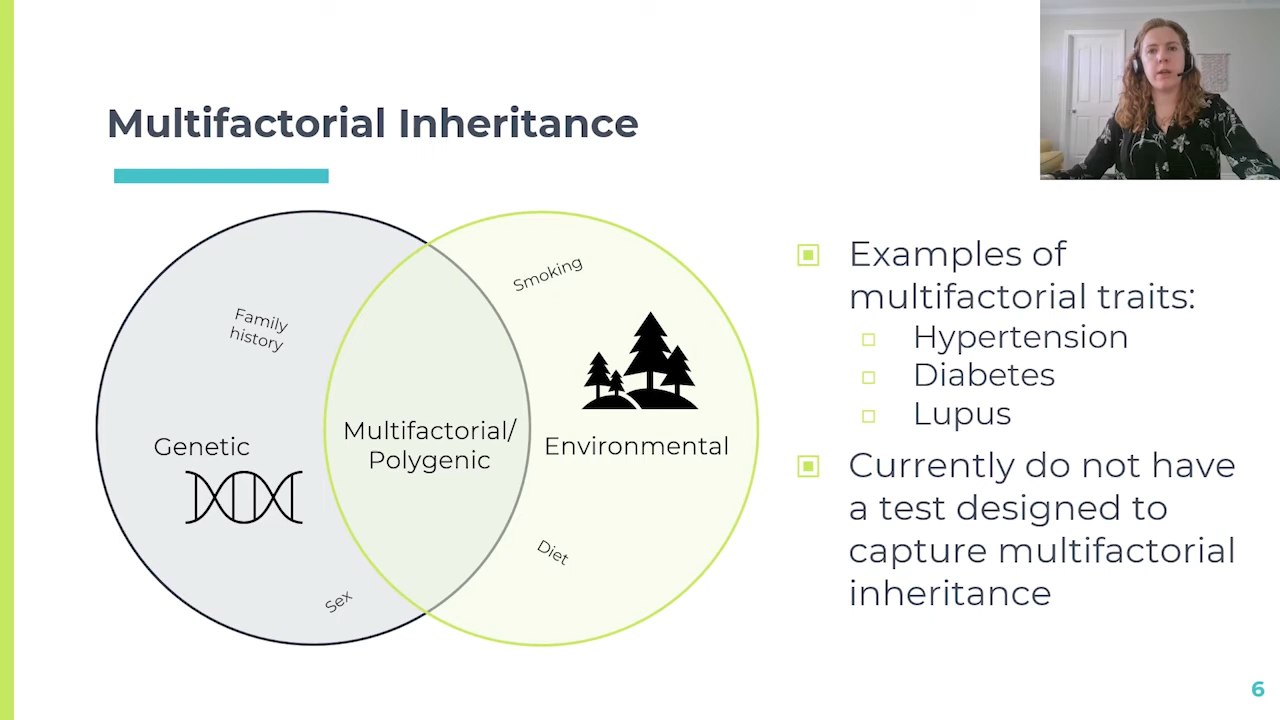 Multifactorial Inheritance
Smoking
Family
history
Genetic
Multifactorial/
Polygenic
Environmental
Diet
Sex
Examples of
multifactorial traits:
Hypertension
Diabetes
Lupus
Currently do not have
a test designed to
capture multifactorial
inheritance
6